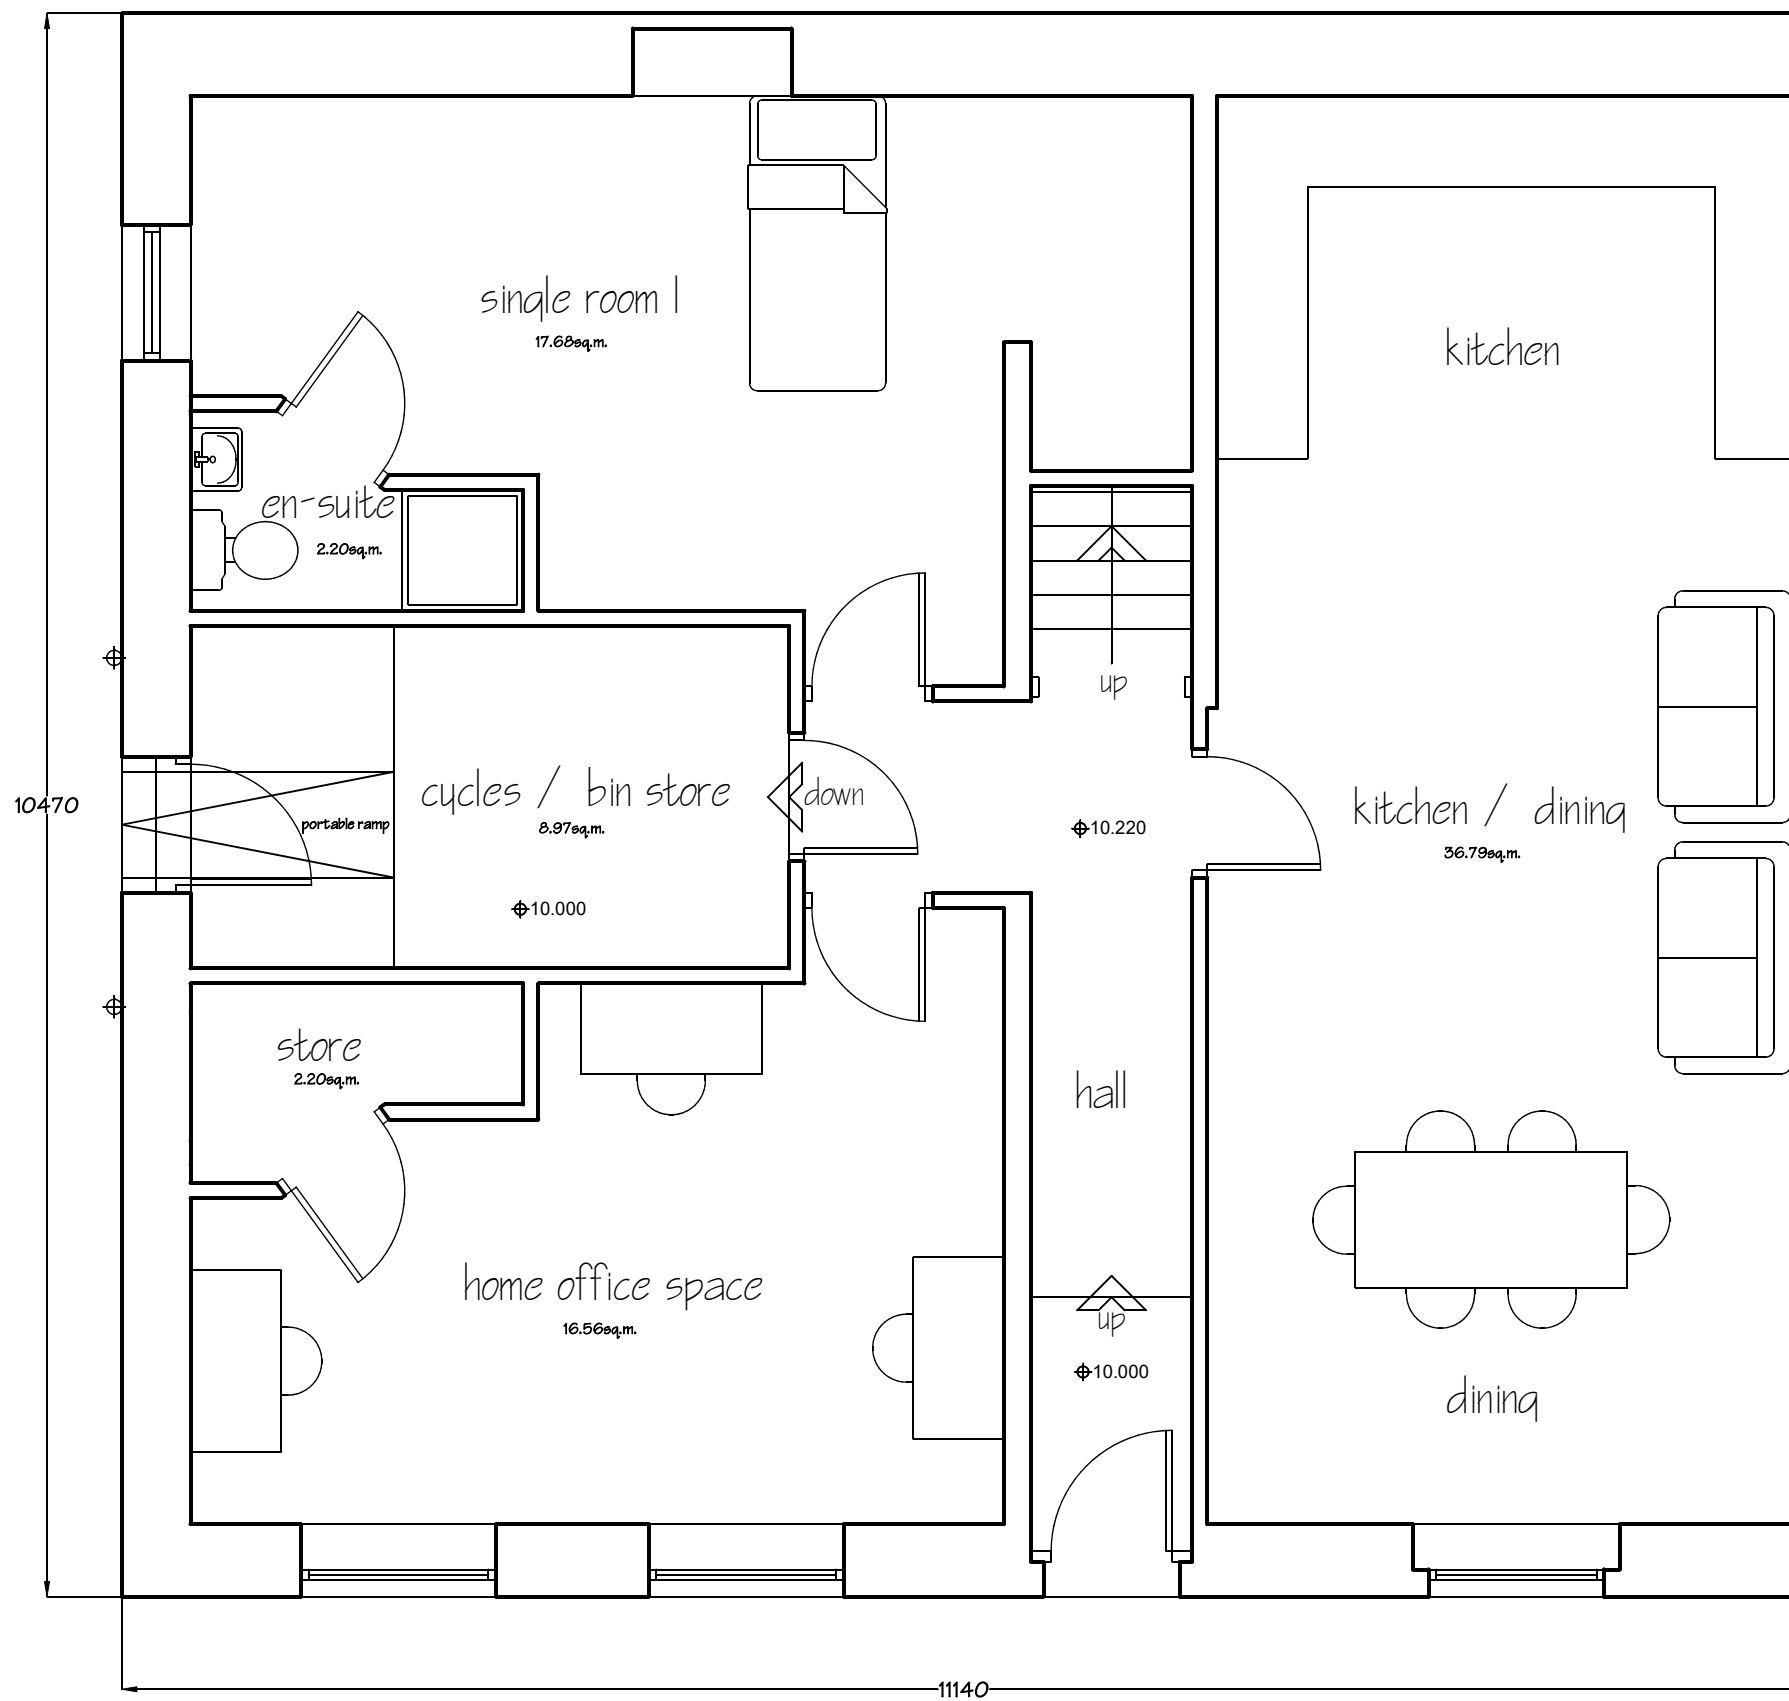 single room 1
17.68sq.m.
kitchen
en-suite
2.20sq.m.
up
10470
cycles / bin store
8.97sq.m.
portable ramp
down
10.220
kitchen / dining
36.79sq.m.
10.000
store
2.20sq.m.
hall
home office space
16.56sq.m.
up
10.000
dining
11140